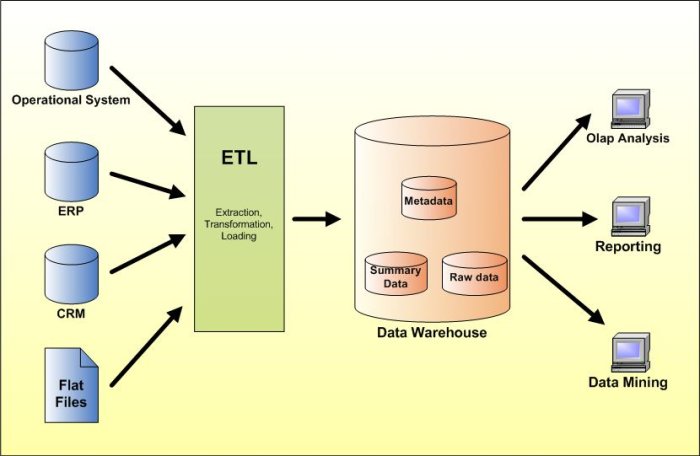 Operational System
ERP
CRM
Flat
Files
ETL
Extraction,
Transformation,
Loading
Metadata
Summary
Data
Raw data
Data Warehouse
Olap Analysis
Reporting
Data Mining